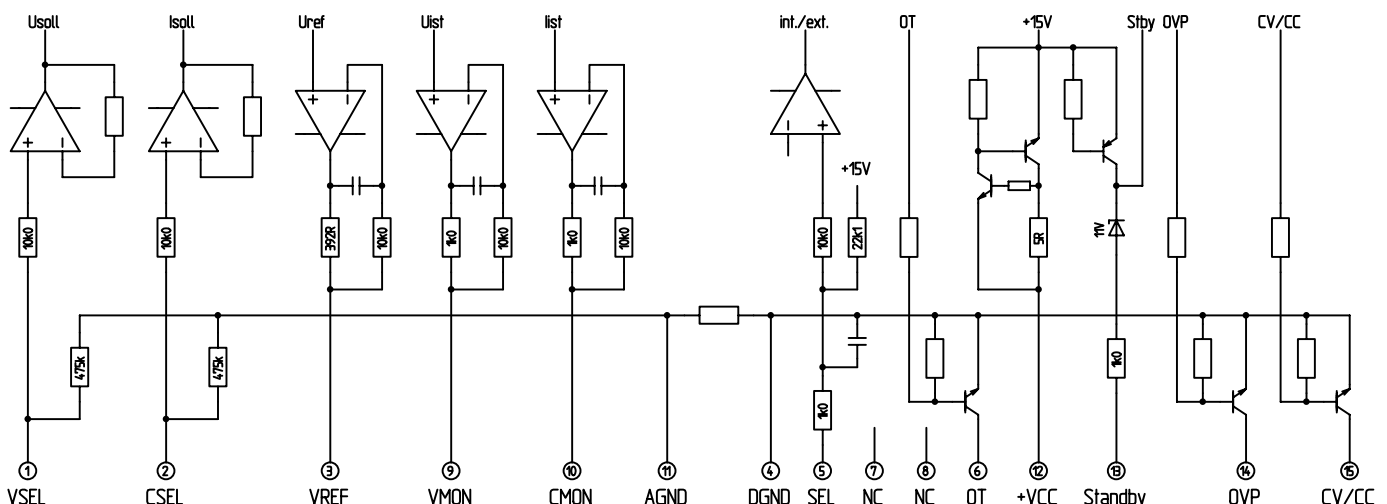 Usoll Isoll Uref Uist Iist int./ext. OT +15V Stby OVP CV/CC
+ − + − + − + − + − − +
+15V
10k0 10k0 392R 10k0 1k0 10k0 1k0 10k0 10k0 22k1 5R 11V
475k 475k 1k0
1k0
1 2 3 9 10 11 4 5 7 8 6 12 13 14 15
VSEL CSEL VREF VMON CMON AGND DGND SEL NC NC OT +VCC Standby OVP CV/CC